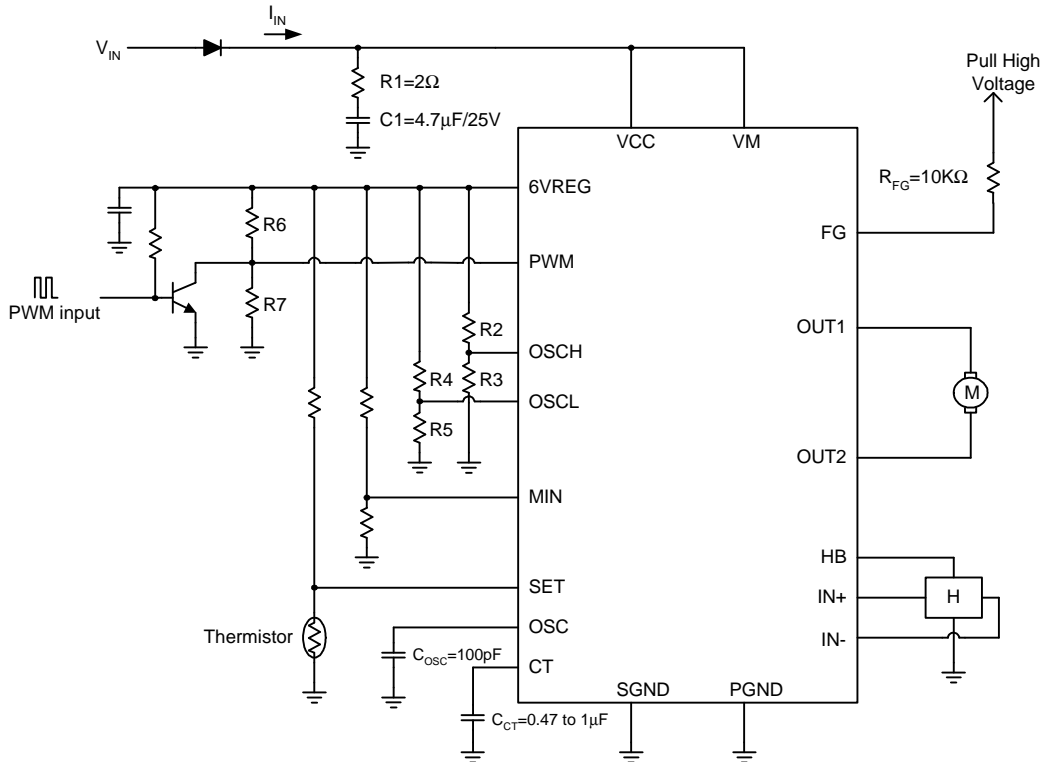 I_IN
V_IN
R1=2Ω
C1=4.7μF/25V
Pull High
Voltage
VCC
VM
R_FG=10KΩ
6VREG
R6
FG
PWM
PWM input
R7
R2
OUT1
OSCH
R4
R3
M
OSCL
R5
OUT2
MIN
HB
SET
IN+
H
Thermistor
OSC
IN-
C_OSC=100pF
CT
SGND
PGND
C_CT=0.47 to 1μF